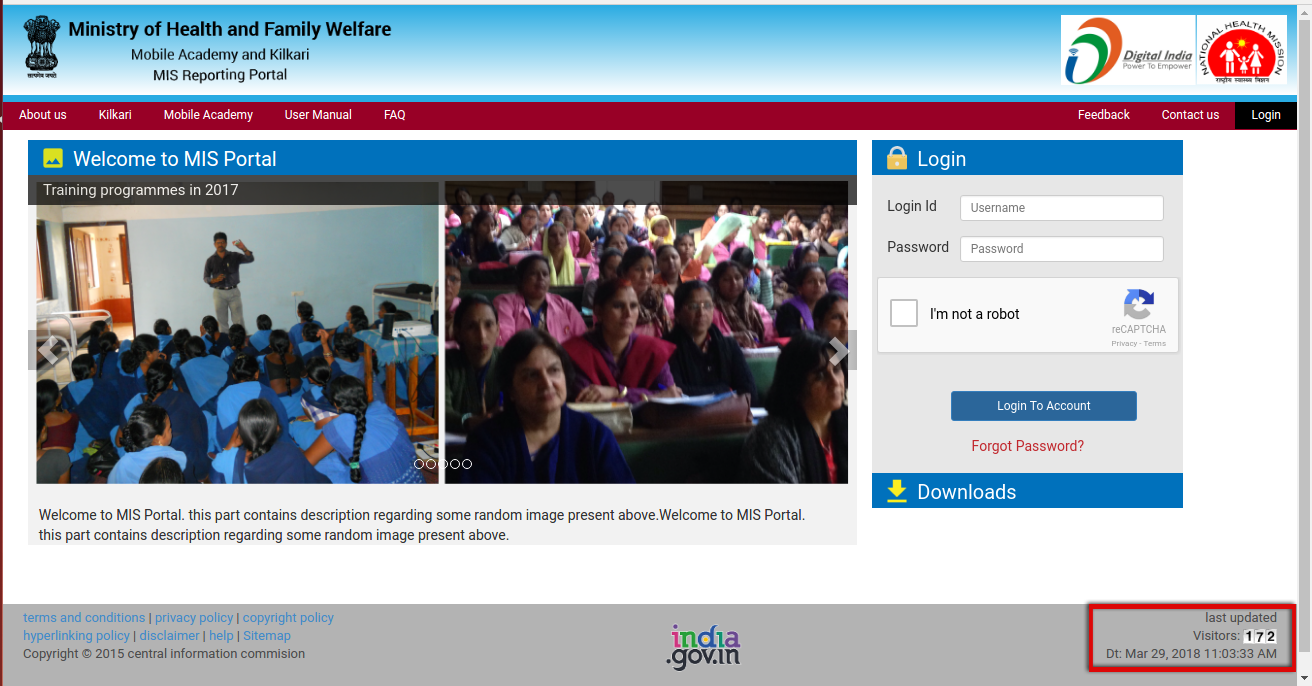 Ministry of Health and Family Welfare
Mobile Academy and Kilkari
MIS Reporting Portal
सत्यमेव जयते
Digital India
Power To Empower
NATIONAL HEALTH MISSION
राष्ट्रीय स्वास्थ्य मिशन
About us Kilkari Mobile Academy User Manual FAQ Feedback Contact us Login
Welcome to MIS Portal
Training programmes in 2017
Welcome to MIS Portal. this part contains description regarding some random image present above.Welcome to MIS Portal.
this part contains description regarding some random image present above.
Login
Login Id Username
Password Password
I'm not a robot
reCAPTCHA
Privacy - Terms
Login To Account
Forgot Password?
Downloads
terms and conditions | privacy policy | copyright policy
hyperlinking policy | disclaimer | help | Sitemap
Copyright © 2015 central information commision
india
.gov.in
last updated
Visitors: 172
Dt: Mar 29, 2018 11:03:33 AM